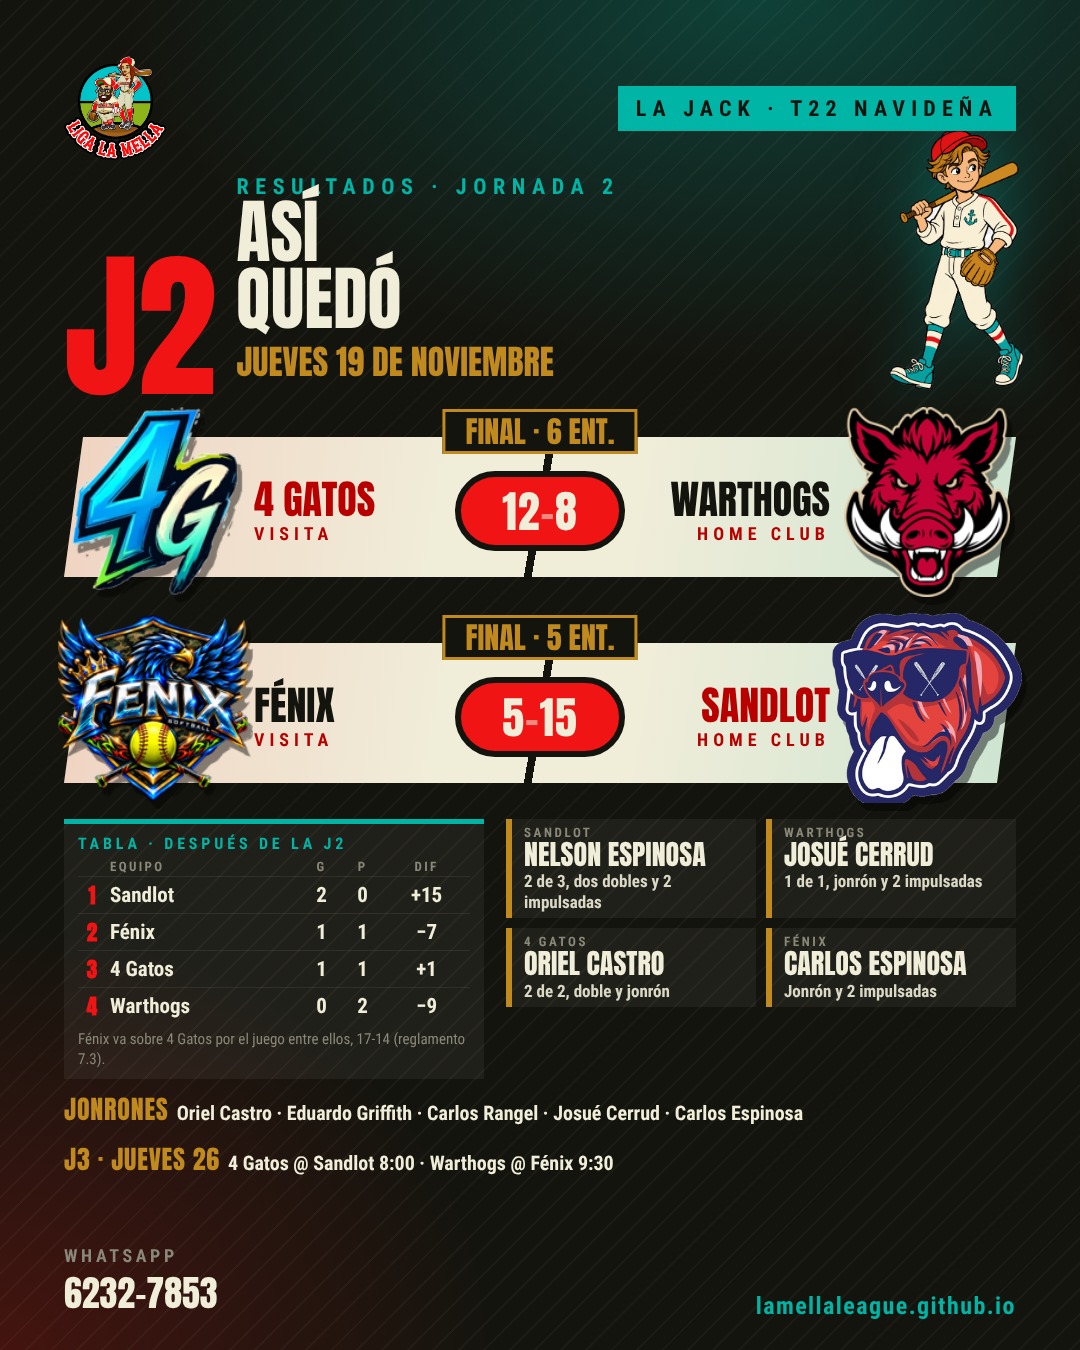 LIGA LA MELLA
LA JACK · T22 NAVIDEÑA
RESULTADOS · JORNADA 2
J2
ASÍ
QUEDÓ
JUEVES 19 DE NOVIEMBRE
FINAL · 6 ENT.
4G
4 GATOS
VISITA
12-8
WARTHOGS
HOME CLUB
FINAL · 5 ENT.
FENIX
SOFTBALL
FÉNIX
VISITA
5-15
SANDLOT
HOME CLUB
TABLA · DESPUÉS DE LA J2
EQUIPO G P DIF
1 Sandlot 2 0 +15
2 Fénix 1 1 −7
3 4 Gatos 1 1 +1
4 Warthogs 0 2 −9
Fénix va sobre 4 Gatos por el juego entre ellos, 17-14 (reglamento
7.3).
SANDLOT
NELSON ESPINOSA
2 de 3, dos dobles y 2
impulsadas
WARTHOGS
JOSUÉ CERRUD
1 de 1, jonrón y 2 impulsadas
4 GATOS
ORIEL CASTRO
2 de 2, doble y jonrón
FÉNIX
CARLOS ESPINOSA
Jonrón y 2 impulsadas
JONRONES Oriel Castro · Eduardo Griffith · Carlos Rangel · Josué Cerrud · Carlos Espinosa
J3 · JUEVES 26 4 Gatos @ Sandlot 8:00 · Warthogs @ Fénix 9:30
WHATSAPP
6232-7853
lamellaleague.github.io